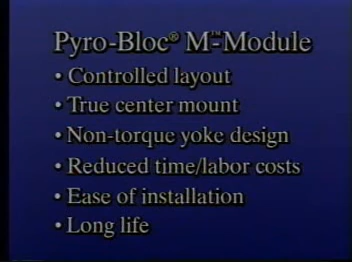 Pyro-Bloc® M™-Module
• Controlled layout
• True center mount
• Non-torque yoke design
• Reduced time/labor costs
• Ease of installation
• Long life